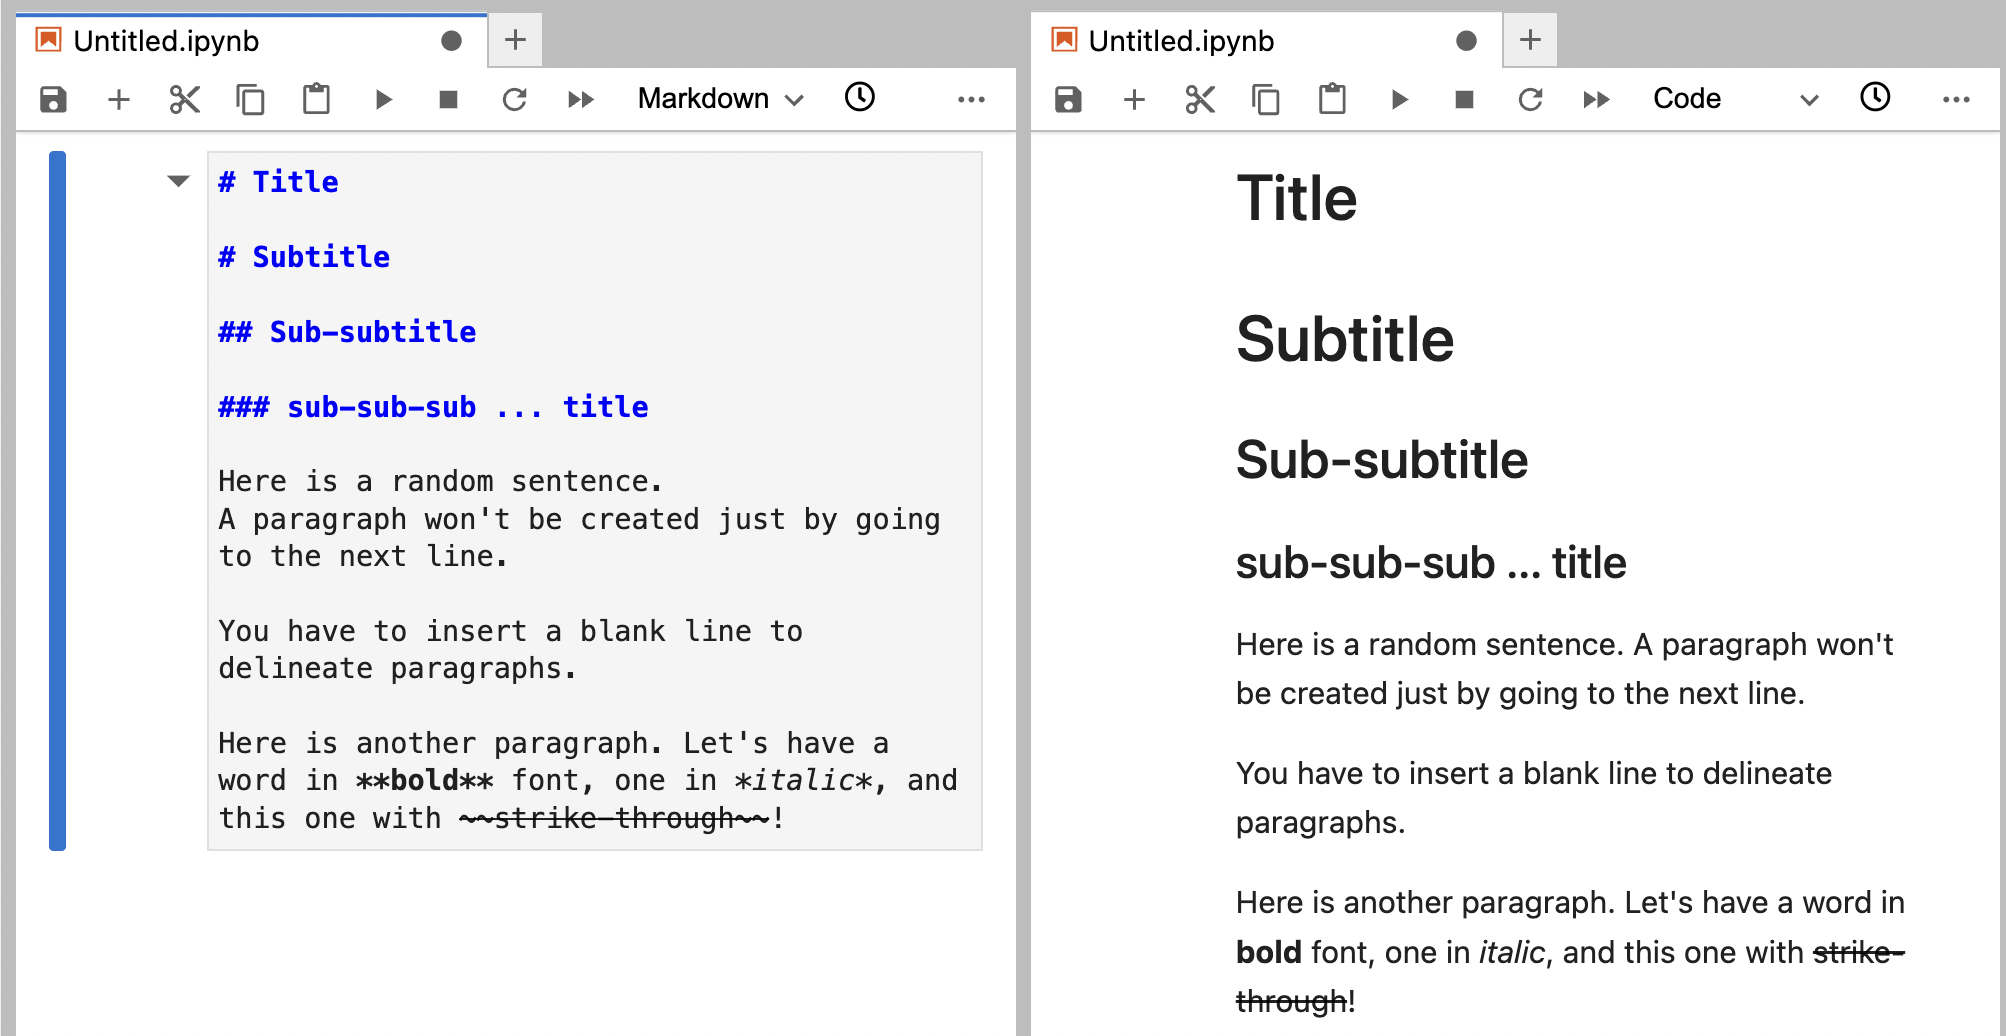 Untitled.ipynb
Markdown
# Title
# Subtitle
## Sub-subtitle
### sub-sub-sub ... title
Here is a random sentence.
A paragraph won't be created just by going
to the next line.
You have to insert a blank line to
delineate paragraphs.
Here is another paragraph. Let's have a
word in **bold** font, one in *italic*, and
this one with ~~strike-through~~!
Untitled.ipynb
Code
Title
Subtitle
Sub-subtitle
sub-sub-sub ... title
Here is a random sentence. A paragraph won't
be created just by going to the next line.
You have to insert a blank line to delineate
paragraphs.
Here is another paragraph. Let's have a word in
bold font, one in italic, and this one with strike-
through!